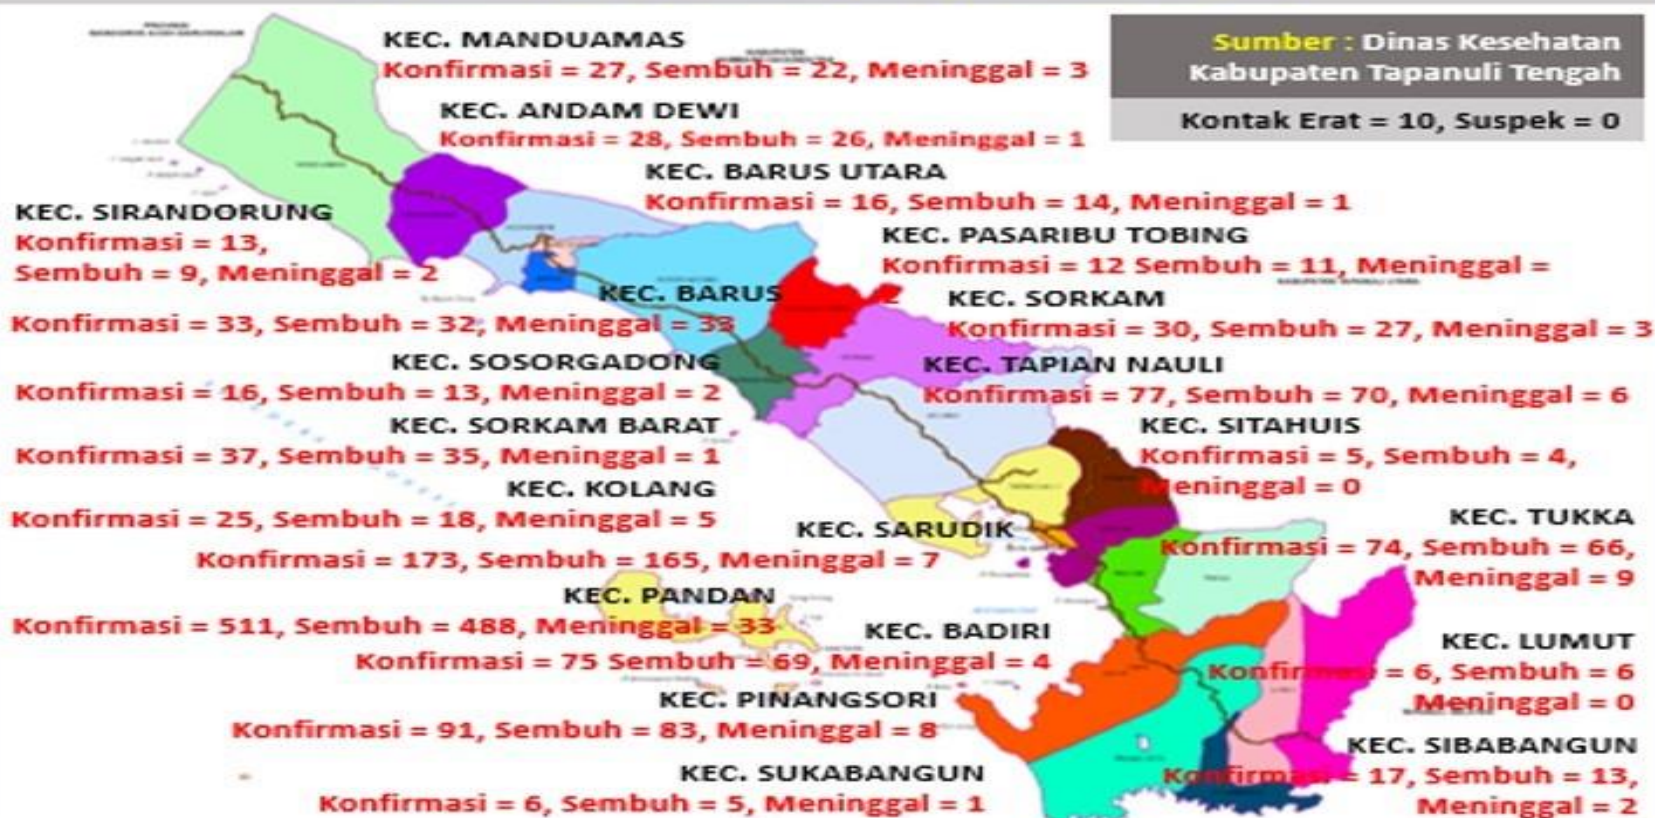 KEC. MANDUAMAS
Konfirmasi = 27, Sembuh = 22, Meninggal = 3
Sumber : Dinas Kesehatan
Kabupaten Tapanuli Tengah
Kontak Erat = 10, Suspek = 0
KEC. ANDAM DEWI
Konfirmasi = 28, Sembuh = 26, Meninggal = 1
KEC. BARUS UTARA
Konfirmasi = 16, Sembuh = 14, Meninggal = 1
KEC. SIRANDORUNG
Konfirmasi = 13,
Sembuh = 9, Meninggal = 2
KEC. PASARIBU TOBING
Konfirmasi = 12 Sembuh = 11, Meninggal =
KEC. BARUS
Konfirmasi = 33, Sembuh = 32, Meninggal = 33
KEC. SORKAM
Konfirmasi = 30, Sembuh = 27, Meninggal = 3
KEC. SOSORGADONG
Konfirmasi = 16, Sembuh = 13, Meninggal = 2
KEC. TAPIAN NAULI
Konfirmasi = 77, Sembuh = 70, Meninggal = 6
KEC. SORKAM BARAT
Konfirmasi = 37, Sembuh = 35, Meninggal = 1
KEC. SITAHUIS
Konfirmasi = 5, Sembuh = 4,
Meninggal = 0
KEC. KOLANG
Konfirmasi = 25, Sembuh = 18, Meninggal = 5
KEC. SARUDIK
Konfirmasi = 173, Sembuh = 165, Meninggal = 7
KEC. TUKKA
Konfirmasi = 74, Sembuh = 66,
Meninggal = 9
KEC. PANDAN
Konfirmasi = 511, Sembuh = 488, Meninggal = 33
KEC. BADIRI
Konfirmasi = 75 Sembuh = 69, Meninggal = 4
KEC. LUMUT
Konfirmasi = 6, Sembuh = 6
Meninggal = 0
KEC. PINANGSORI
Konfirmasi = 91, Sembuh = 83, Meninggal = 8
KEC. SIBABANGUN
Konfirmasi = 17, Sembuh = 13,
Meninggal = 2
KEC. SUKABANGUN
Konfirmasi = 6, Sembuh = 5, Meninggal = 1